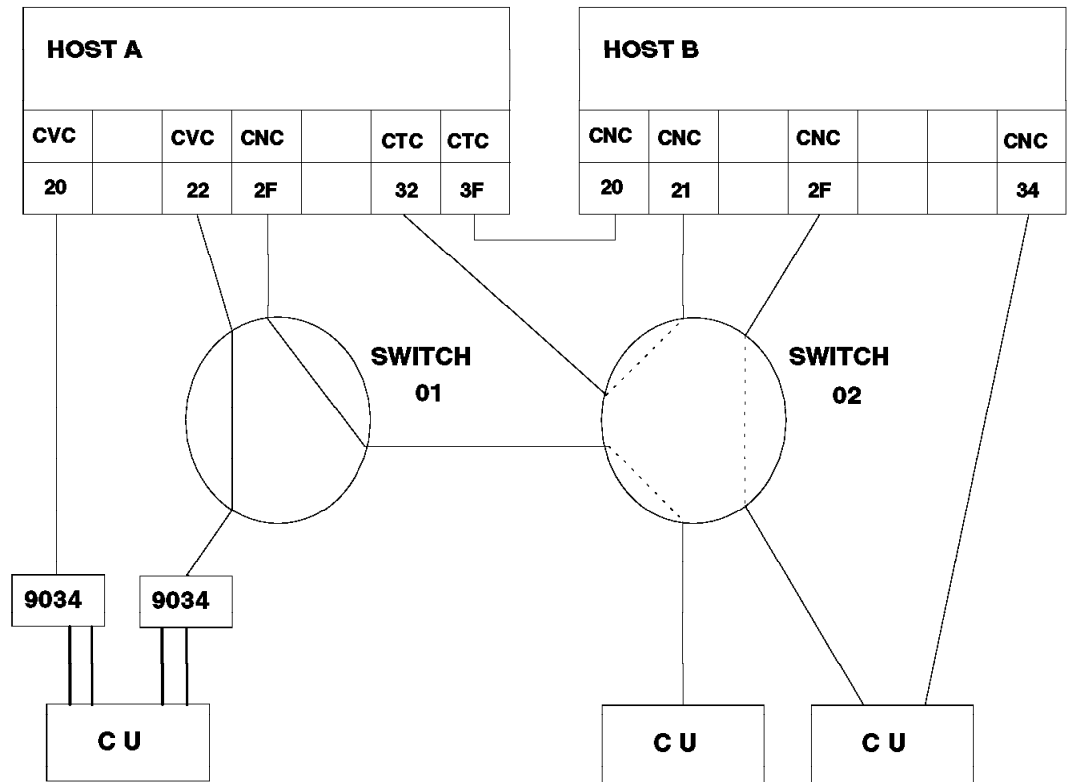 HOST A
HOST B
CVC CVC CNC CTC CTC
CNC CNC CNC CNC
20 22 2F 32 3F
20 21 2F 34
SWITCH
01
SWITCH
02
9034
9034
C U
C U
C U